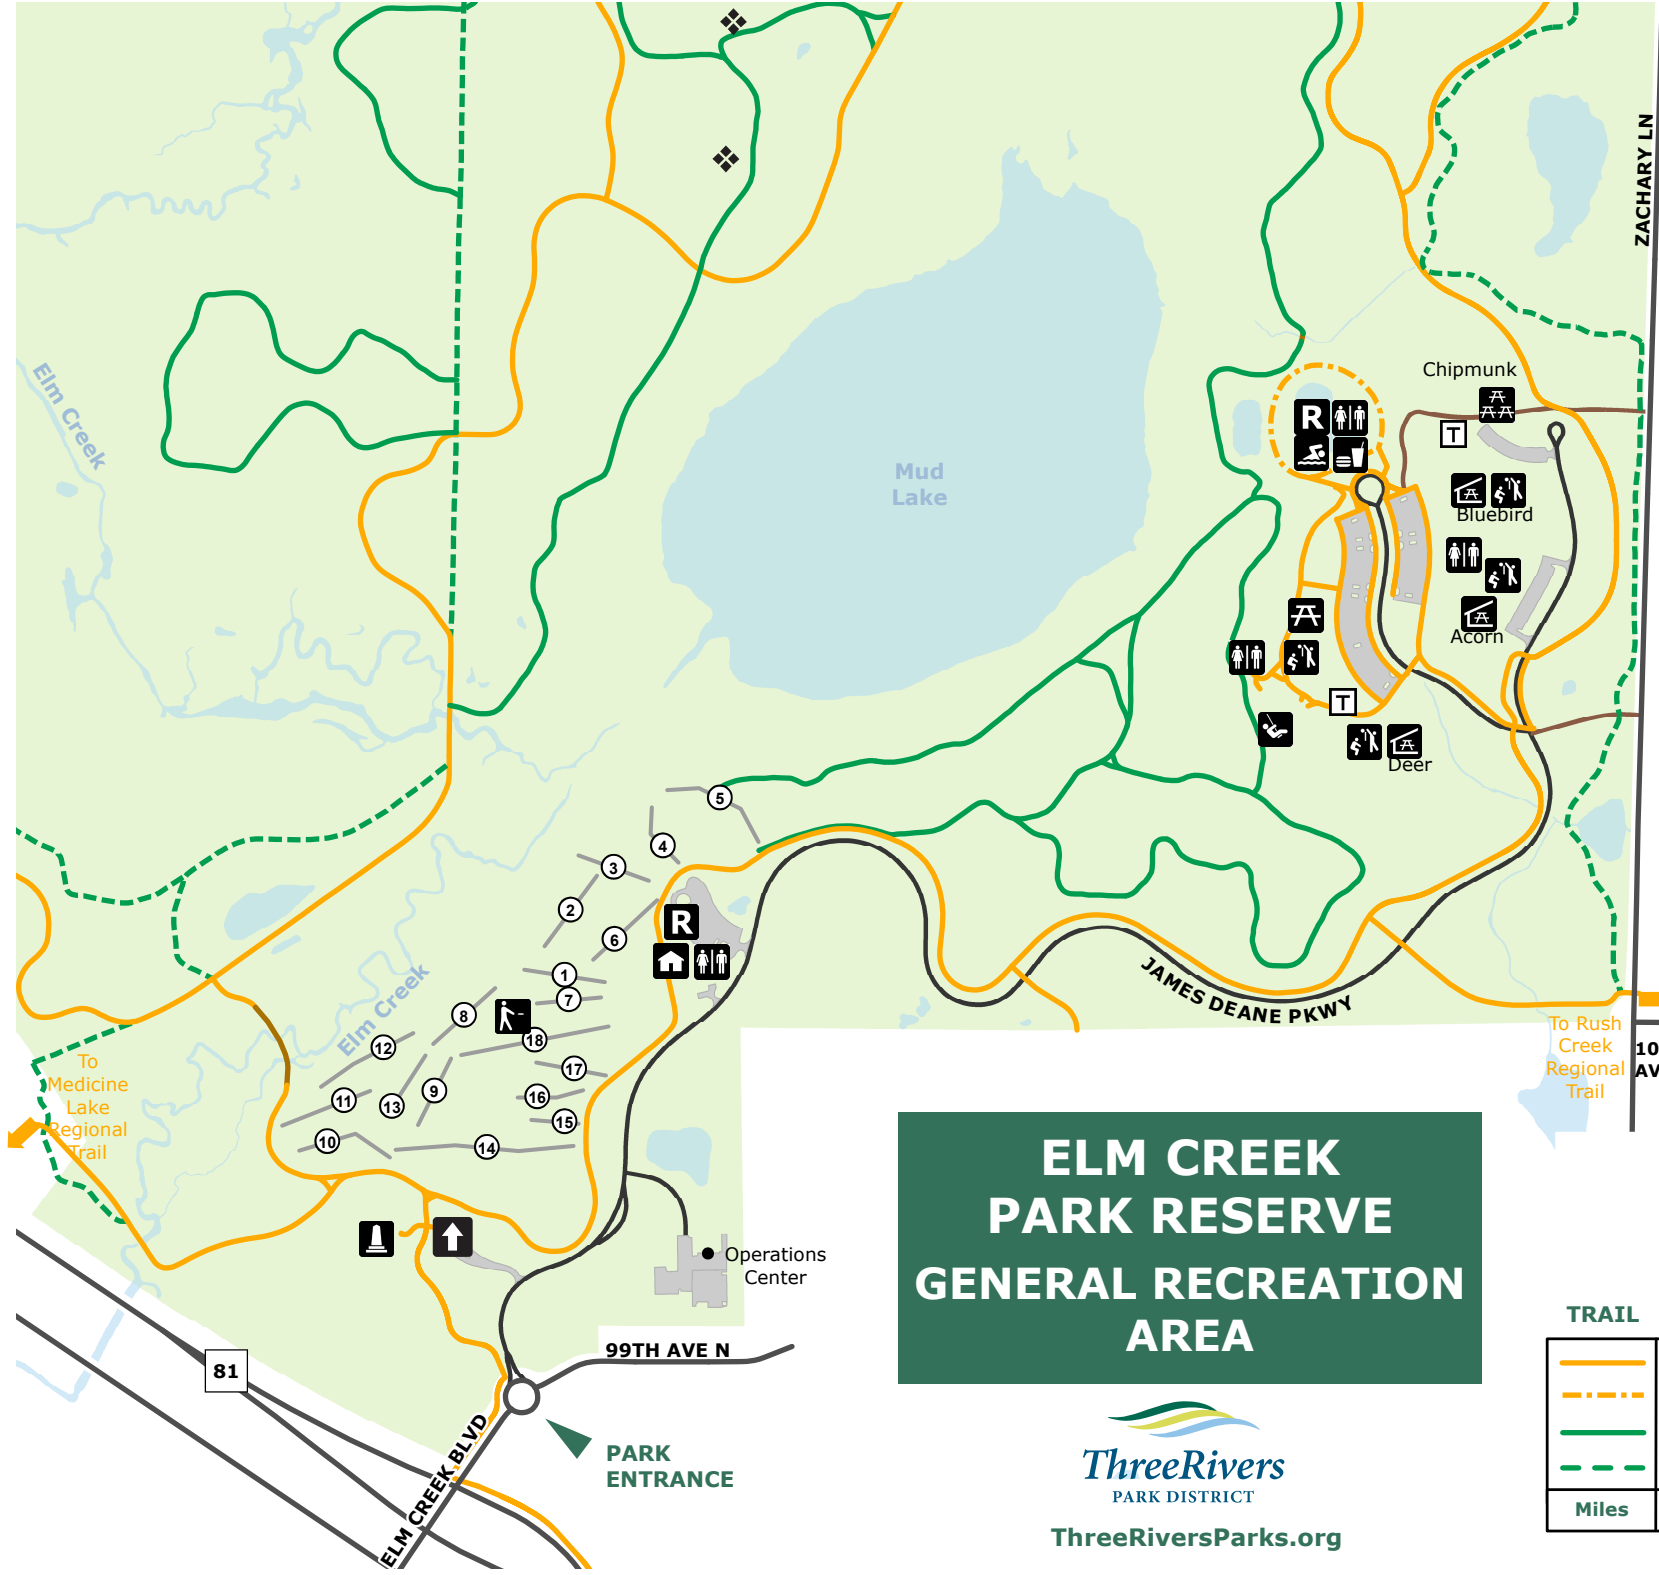 ZACHARY LN
Chipmunk
R
T
Elm Creek
Mud
Lake
Bluebird
Acorn
T
Deer
5
4
3
2
R
6
1
7
8
18
12
17
9
16
11
13
15
10
14
Elm Creek
JAMES DEANE PKWY
To Rush
Creek
Regional
Trail
10
AV
To
Medicine
Lake
Regional
Trail
Operations
Center
ELM CREEK
PARK RESERVE
GENERAL RECREATION
AREA
81
99TH AVE N
ELM CREEK BLVD
PARK
ENTRANCE
ThreeRivers
PARK DISTRICT
ThreeRiversParks.org
TRAIL
Miles